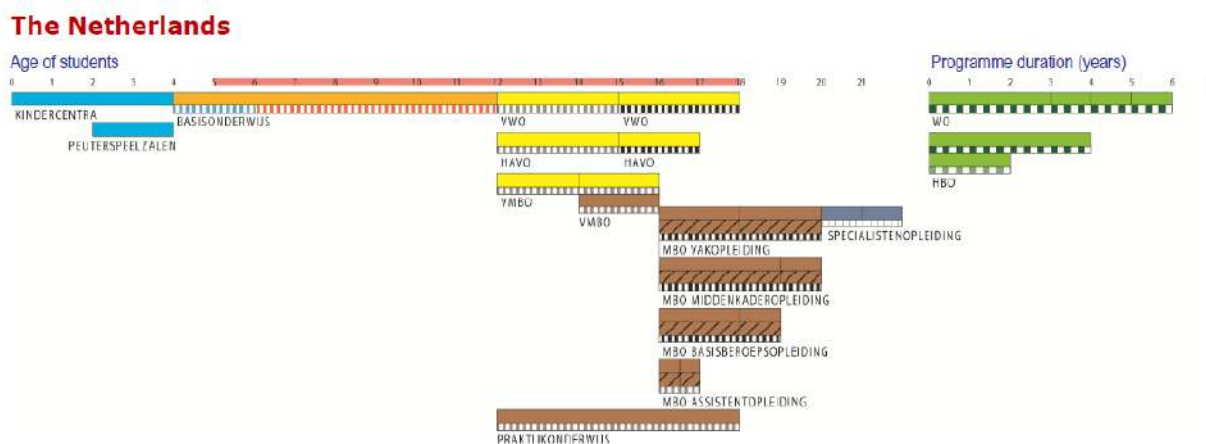 The Netherlands
Age of students
Programme duration (years)
0 1 2 3 4 5 6 7 8 9 10 11 12 13 14 15 16 17 18 19 20 21
0 1 2 3 4 5 6
KINDERCENTRA
BASISONDERWIJS
VWO
VWO
WO
PEUTERSPEELZALEN
HAVO
HAVO
HBO
VMBO
VMBO
SPECIALISTENOPLEIDING
MBO VAKOPLEIDING
MBO MIDDENKADEROPLEIDING
MBO BASISBEROEPSOPLEIDING
MBO ASSISTENTOPLEIDING
PRAKTIJKONDERWIJS